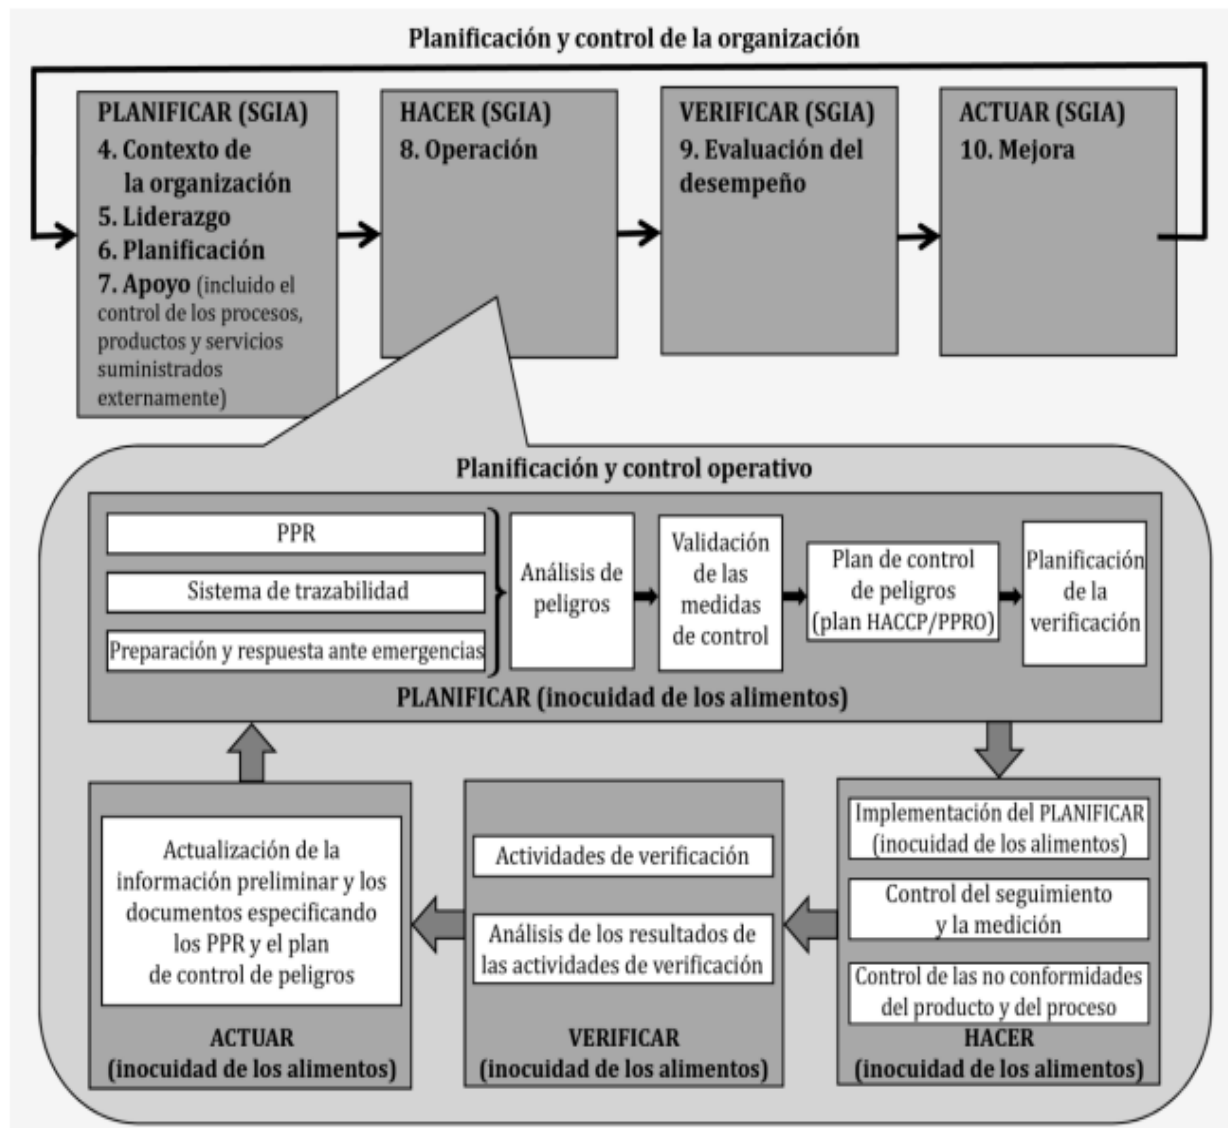 Planificación y control de la organización
PLANIFICAR (SGIA)
4. Contexto de
la organización
5. Liderazgo
6. Planificación
7. Apoyo (incluido el
control de los procesos,
productos y servicios
suministrados
externamente)
HACER (SGIA)
8. Operación
VERIFICAR (SGIA)
9. Evaluación del
desempeño
ACTUAR (SGIA)
10. Mejora
Planificación y control operativo
PPR
Sistema de trazabilidad
Preparación y respuesta ante emergencias
Análisis de
peligros
Validación
de las
medidas
de control
Plan de control
de peligros
(plan HACCP/PPRO)
Planificación
de la
verificación
PLANIFICAR (inocuidad de los alimentos)
Actualización de la
información preliminar y los
documentos especificando
los PPR y el plan
de control de peligros
ACTUAR
(inocuidad de los alimentos)
Actividades de verificación
Análisis de los resultados de
las actividades de verificación
VERIFICAR
(inocuidad de los alimentos)
Implementación del PLANIFICAR
(inocuidad de los alimentos)
Control del seguimiento
y la medición
Control de las no conformidades
del producto y del proceso
HACER
(inocuidad de los alimentos)